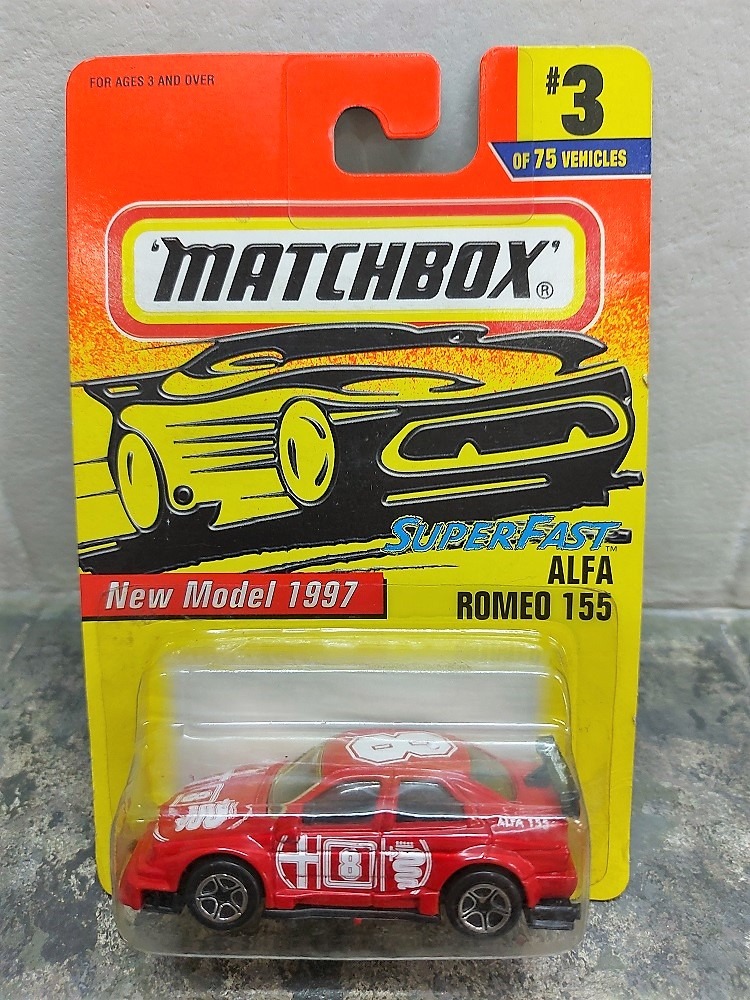 FOR AGES 3 AND OVER
#3
OF 75 VEHICLES
'MATCHBOX'®
SUPERFAST™
ALFA
New Model 1997
ROMEO 155
8
8
ALFA 155